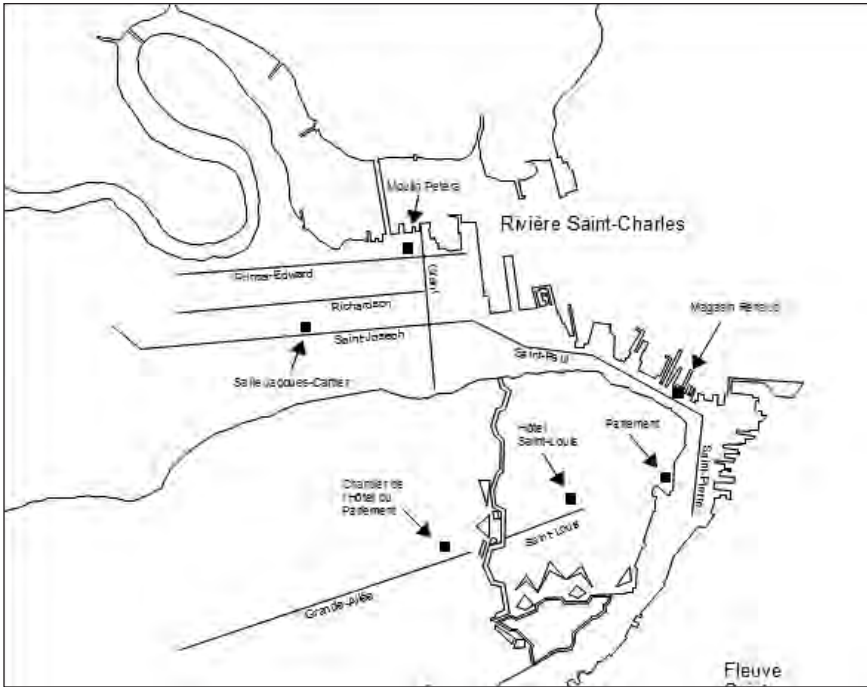 Moulin Peters
Rivière Saint-Charles
Prince-Edward
Grant
Richardson
Magasin Renaud
Saint-Joseph
Saint-Paul
Salle Jacques-Cartier
Hôtel
Saint-Louis
Parlement
Saint-Pierre
Chantier de
l'Hôtel du
Parlement
Saint-Louis
Grande-Allée
Fleuve